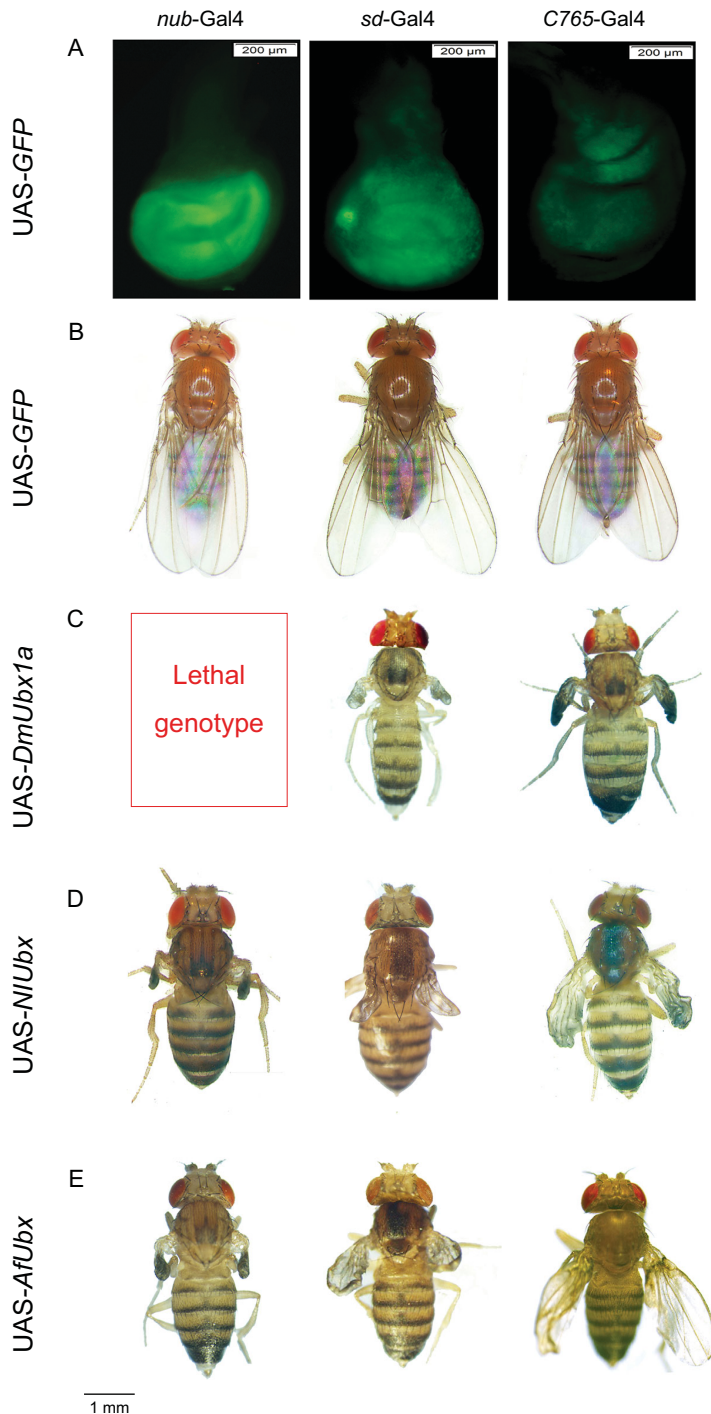 nub-Gal4 sd-Gal4 C765-Gal4
A
200 µm 200 µm 200 µm
UAS-GFP
B
UAS-GFP
C
Lethal
genotype
UAS-DmUbx1a
D
UAS-NlUbx
E
UAS-AfUbx
1 mm